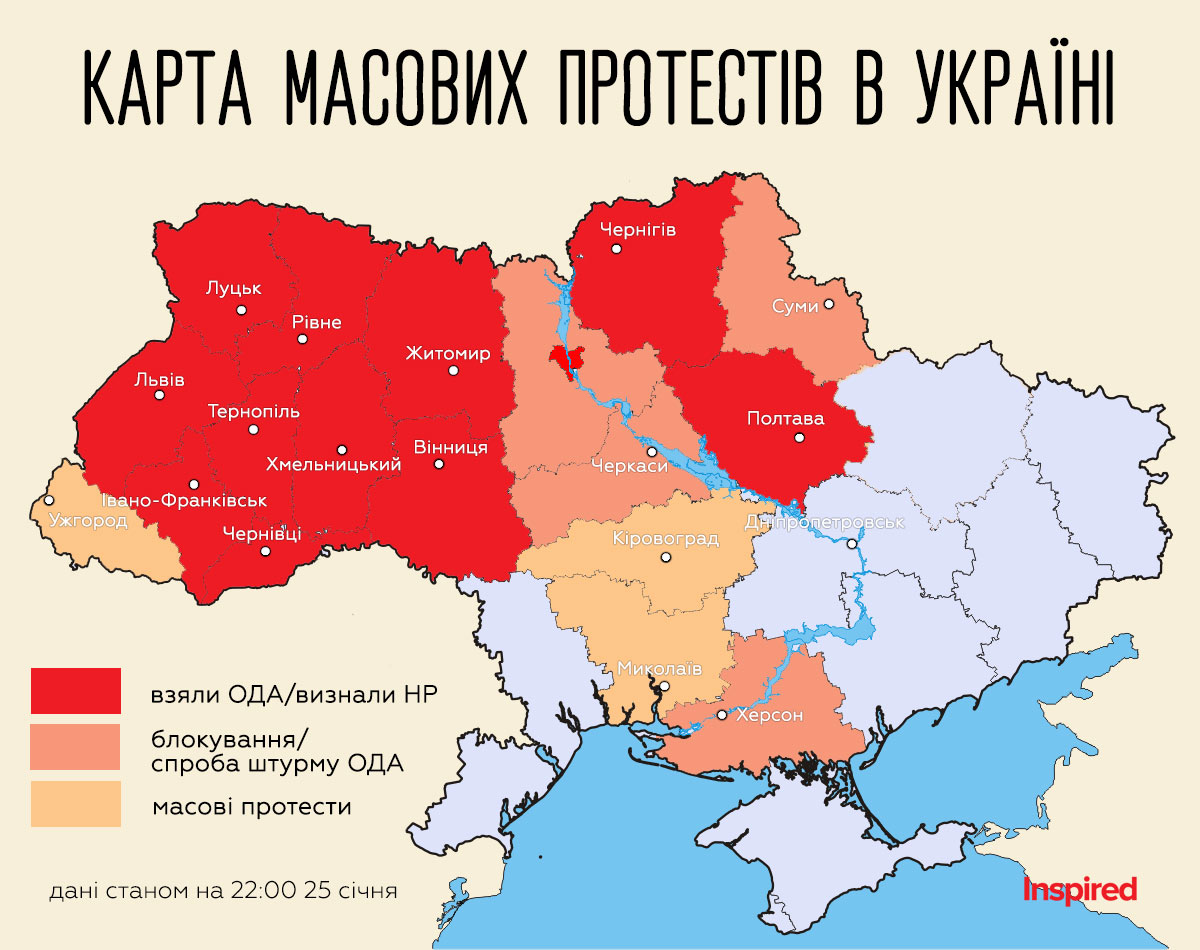 КАРТА МАСОВИХ ПРОТЕСТІВ В УКРАЇНІ
Чернігів
Луцьк
Суми
Рівне
Житомир
Львів
Тернопіль
Полтава
Вінниця
Хмельницький
Черкаси
Івано-Франківськ
Ужгород
Дніпропетровськ
Чернівці
Кіровоград
Миколаїв
Херсон
взяли ОДА/визнали НР
блокування/
спроба штурму ОДА
масові протести
дані станом на 22:00 25 січня
Inspired